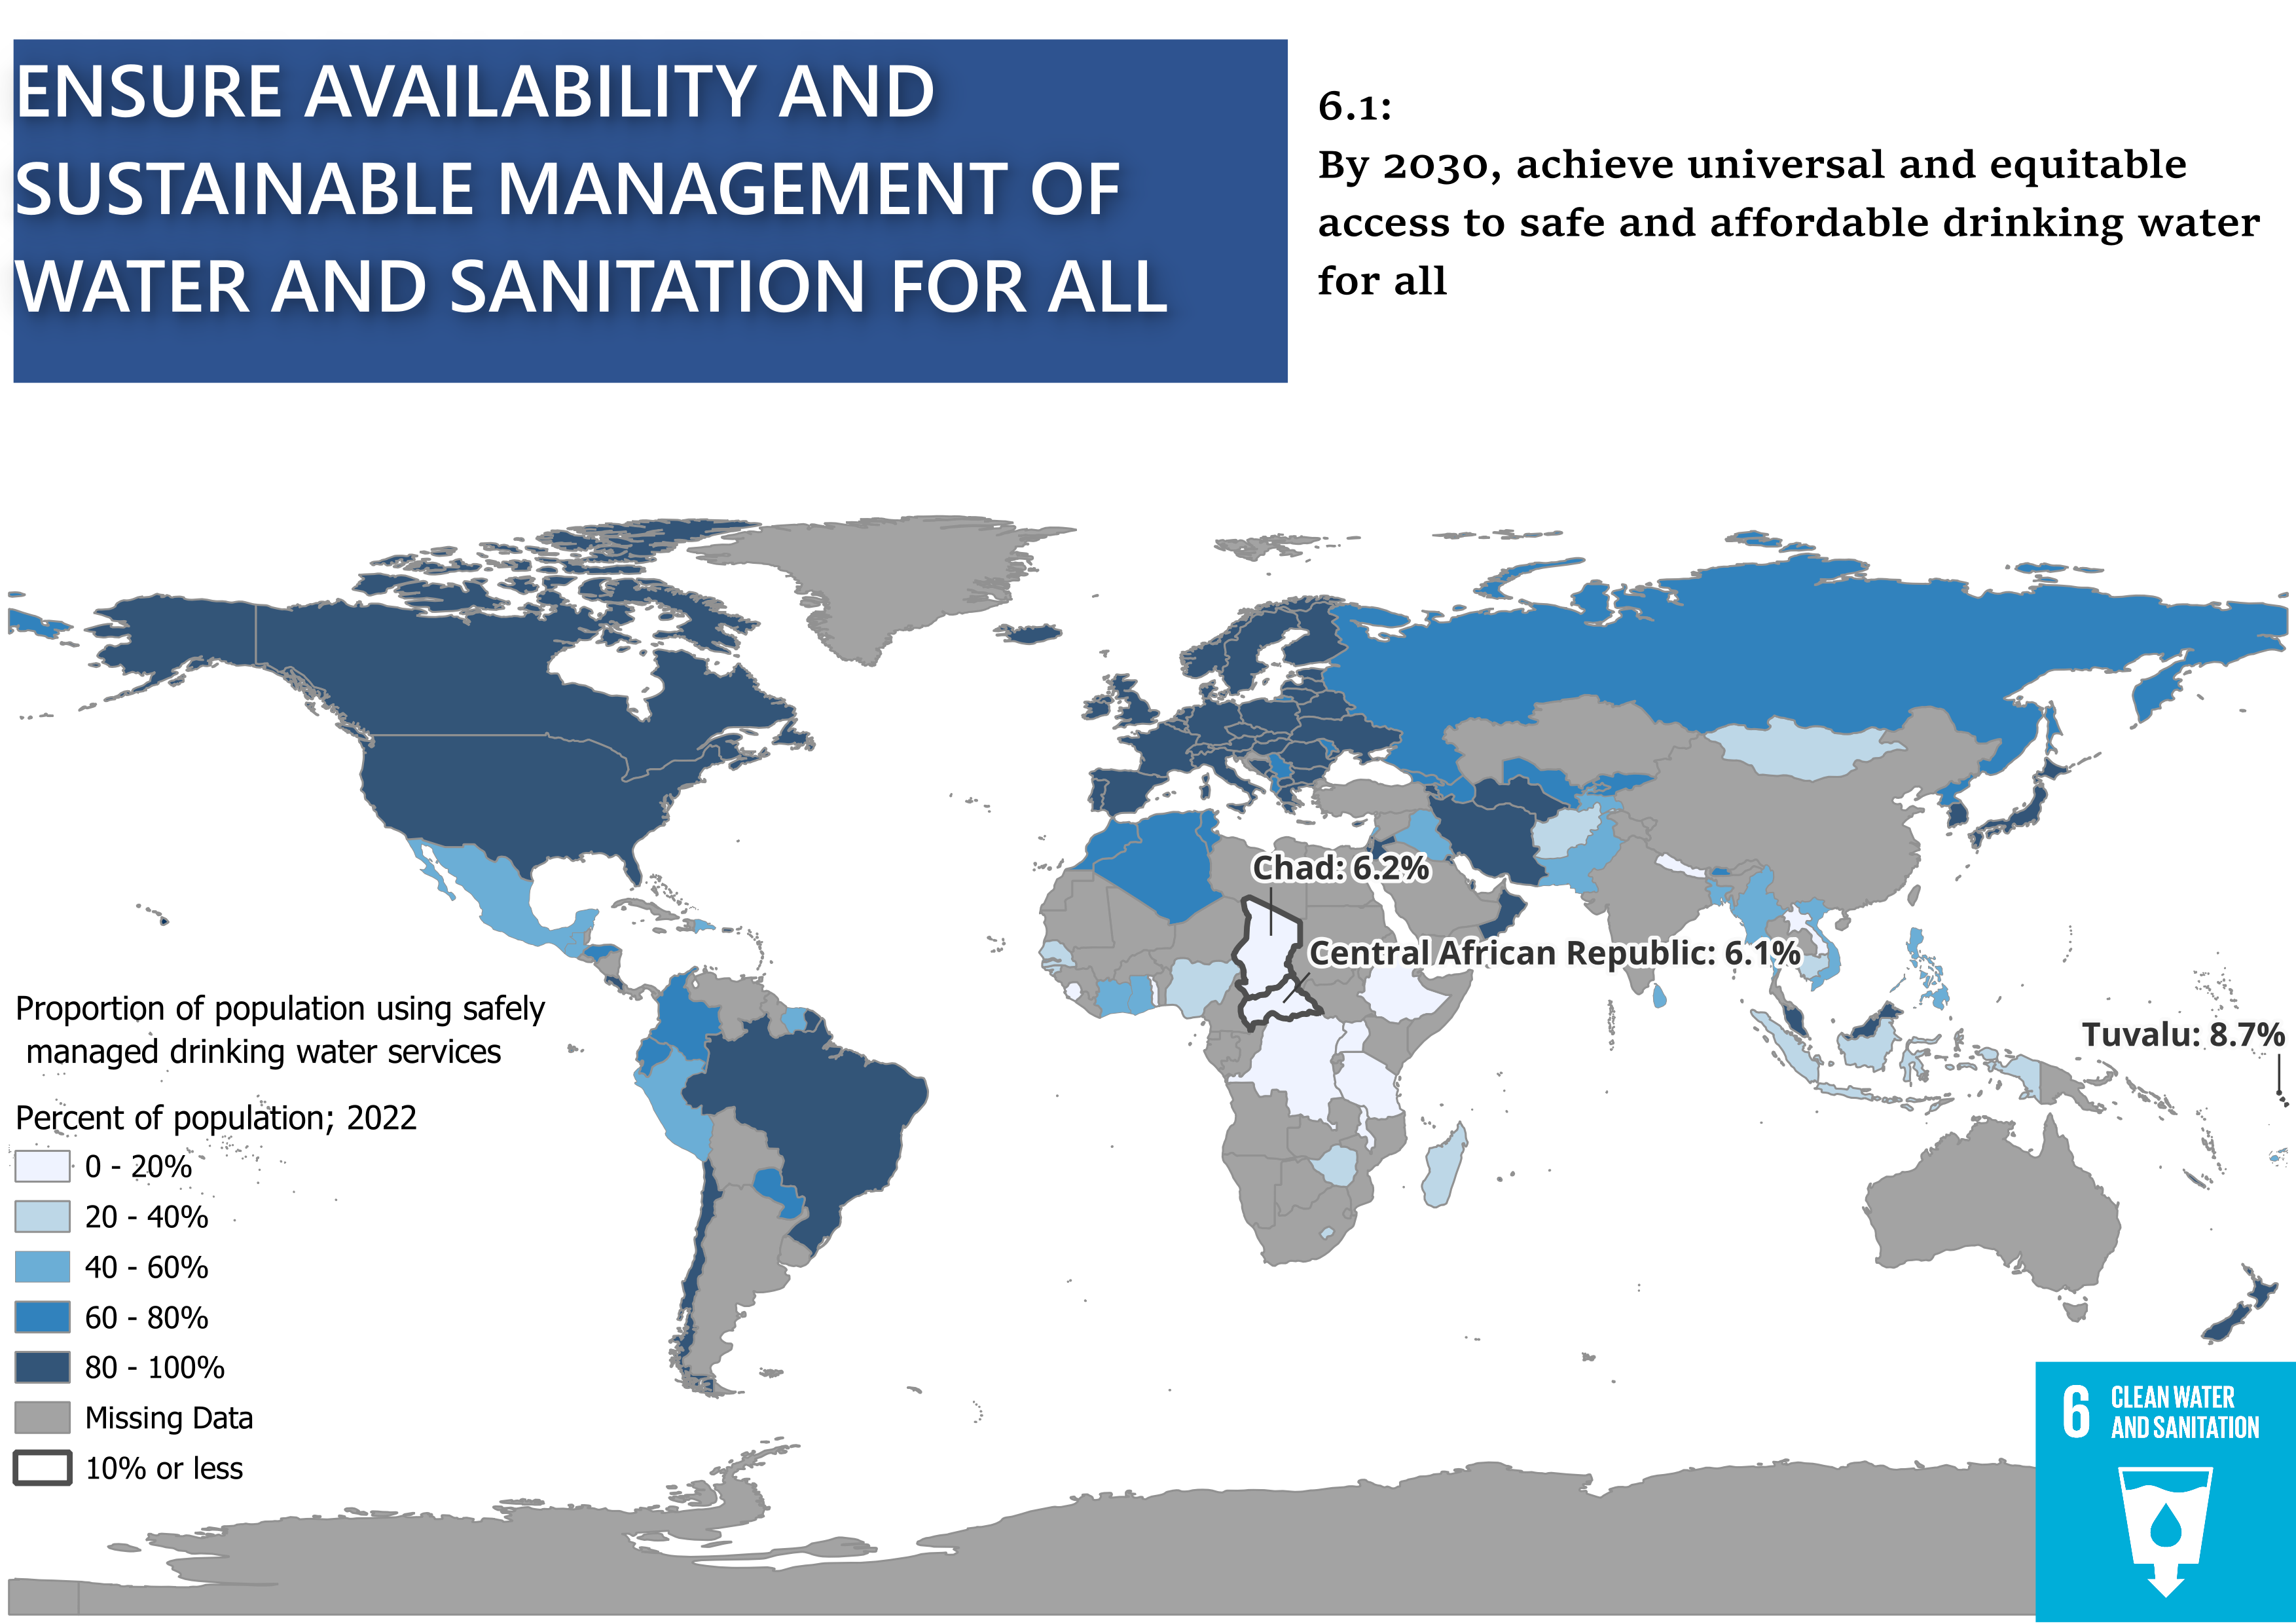 ENSURE AVAILABILITY AND
SUSTAINABLE MANAGEMENT OF
WATER AND SANITATION FOR ALL
6.1:
By 2030, achieve universal and equitable
access to safe and affordable drinking water
for all
Chad: 6.2%
Central African Republic: 6.1%
Tuvalu: 8.7%
Proportion of population using safely
managed drinking water services
Percent of population; 2022
0 - 20%
20 - 40%
40 - 60%
60 - 80%
80 - 100%
Missing Data
10% or less
6 CLEAN WATER
AND SANITATION